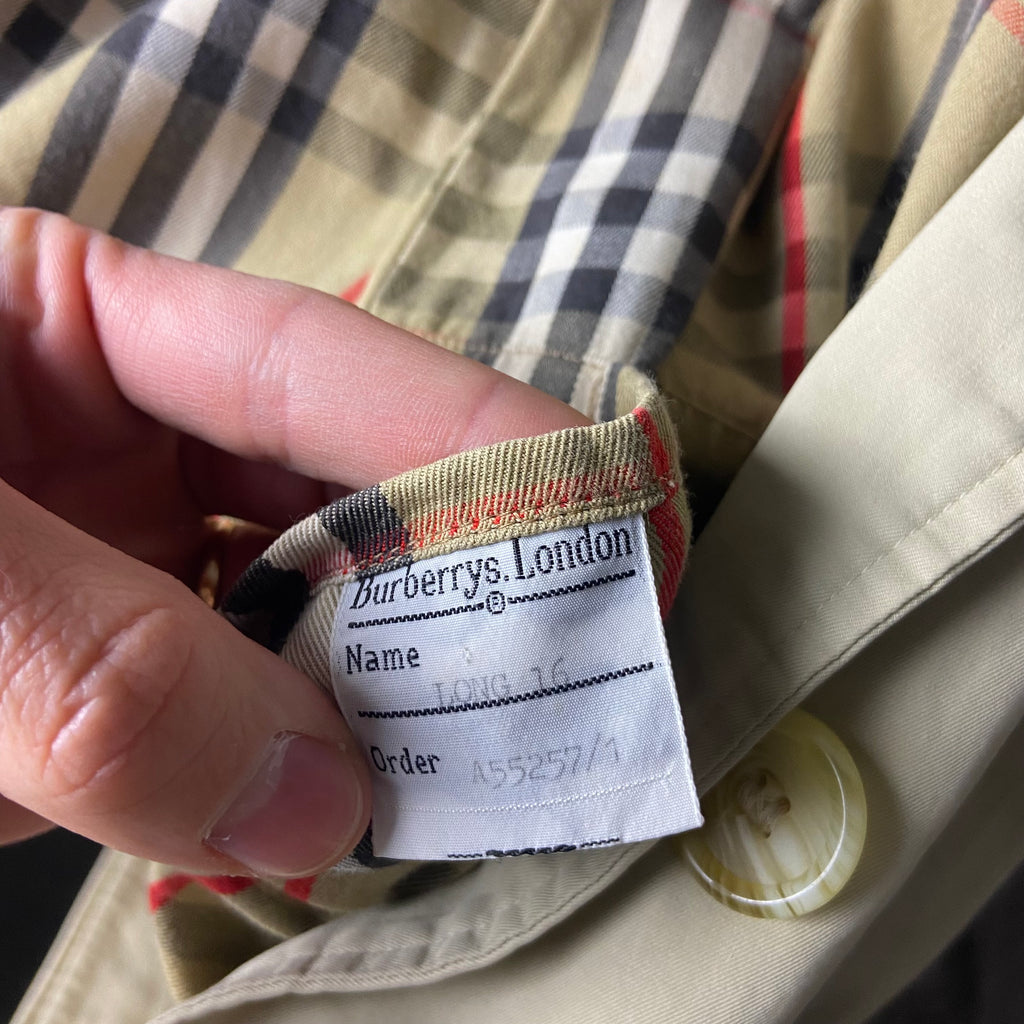 Burberrys. London
®
Name
LONG 16
Order A55257/1